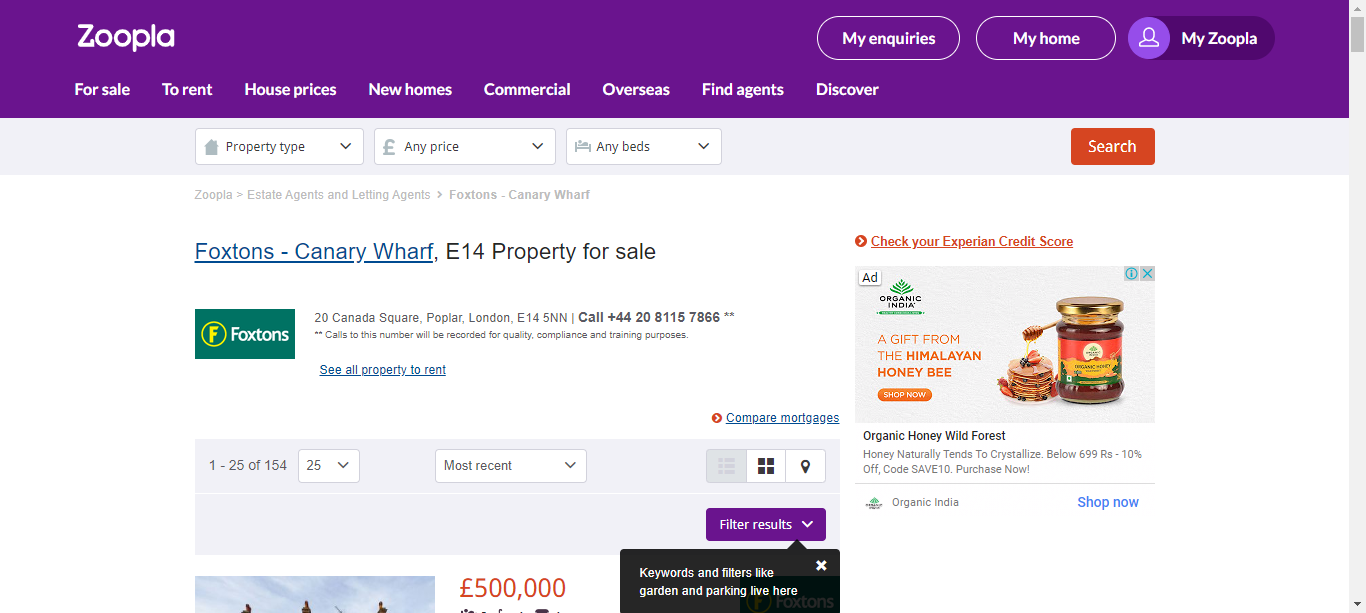 Zoopla
My enquiries
My home
My Zoopla
For sale
To rent
House prices
New homes
Commercial
Overseas
Find agents
Discover
Property type
£ Any price
Any beds
Search
Zoopla > Estate Agents and Letting Agents > Foxtons - Canary Wharf
Foxtons - Canary Wharf, E14 Property for sale
Check your Experian Credit Score
Foxtons
20 Canada Square, Poplar, London, E14 5NN | Call +44 20 8115 7866 **
** Calls to this number will be recorded for quality, compliance and training purposes.
See all property to rent
Compare mortgages
Ad
ORGANIC
INDIA
A GIFT FROM
THE HIMALAYAN
HONEY BEE
SHOP NOW
ORGANIC HONEY
Organic Honey Wild Forest
Honey Naturally Tends To Crystallize. Below 699 Rs - 10%
Off, Code SAVE10. Purchase Now!
Organic India
Shop now
1 - 25 of 154
25
Most recent
Filter results
Keywords and filters like
garden and parking live here
£500,000
Foxtons